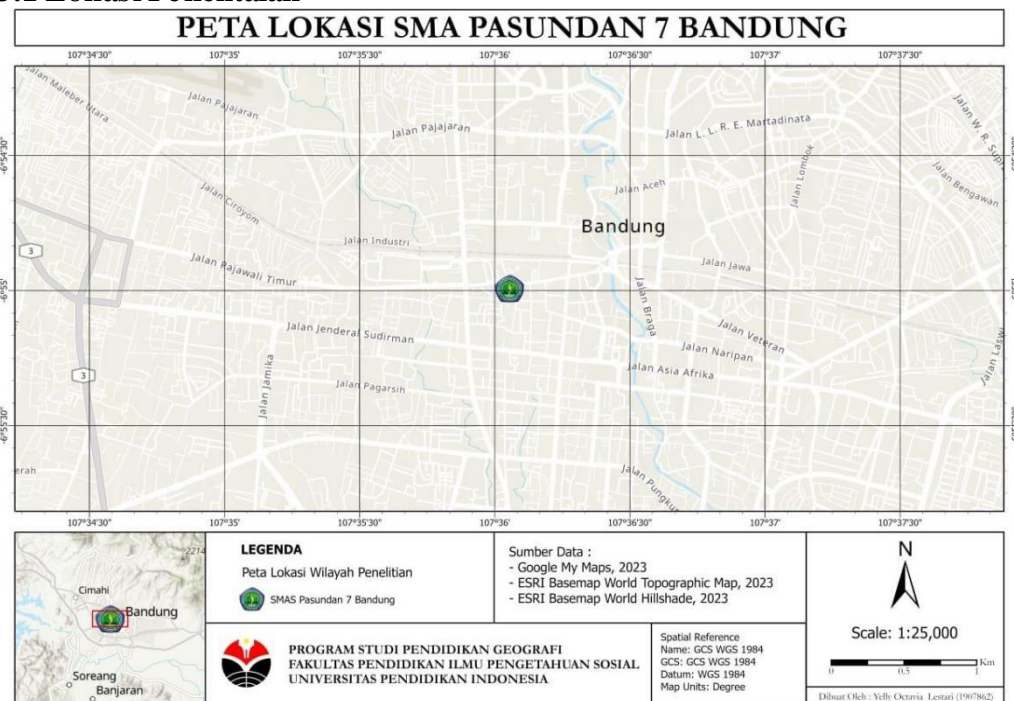 PETA LOKASI SMA PASUNDAN 7 BANDUNG
107°34'30" 107°35' 107°35'30" 107°36' 107°36'30" 107°37' 107°37'30"
Jalan Maleber Utara
Jalan Pajajaran
Jalan Pajajaran
Jalan L. L. R. E. Martadinata
Jalan W. R.
Jalan Lombok
-6°54'30"
Jalan Bengawan
Jalan Ciroyom
Jalan Aceh
Bandung
Jalan Industri
3
Jalan Rajawali Timur
Jalan Jawa
-6°55'
Jalan Braga
Jalan Jenderal Sudirman
Jalan Veteran
Jalan Naripan
Jalan Laswi
3
Jalan Jamika
Jalan Pagarsih
Jalan Asia Afrika
-6°55'30"
erah
Jalan Pungkur
107°34'30" 107°35' 107°35'30" 107°36' 107°36'30" 107°37' 107°37'30"
2214
Cimahi
Bandung
Soreang
Banjaran
LEGENDA
Peta Lokasi Wilayah Penelitian
SMAS Pasundan 7 Bandung
Sumber Data :
- Google My Maps, 2023
- ESRI Basemap World Topographic Map, 2023
- ESRI Basemap World Hillshade, 2023
PROGRAM STUDI PENDIDIKAN GEOGRAFI
FAKULTAS PENDIDIKAN ILMU PENGETAHUAN SOSIAL
UNIVERSITAS PENDIDIKAN INDONESIA
Spatial Reference
Name: GCS WGS 1984
GCS: GCS WGS 1984
Datum: WGS 1984
Map Units: Degree
N
Scale: 1:25,000
Km
0 0,5 1
Dibuat Oleh : Yelly Octavia Lestari (1907862)